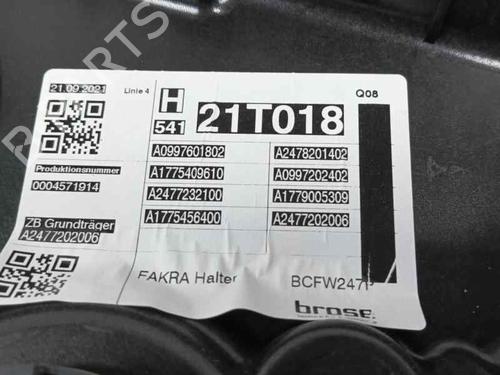 21.09.2021
Linie 4
H
541
21T018
Q08
Produktionsnummer
0004571914
A0997601802
A1775409610
A2477232100
A1775456400
A2478201402
A0997202402
A1779005309
A2477202006
ZB Grundträger
A2477202006
FAKRA Halter
BCFW247P
brose
PARTS